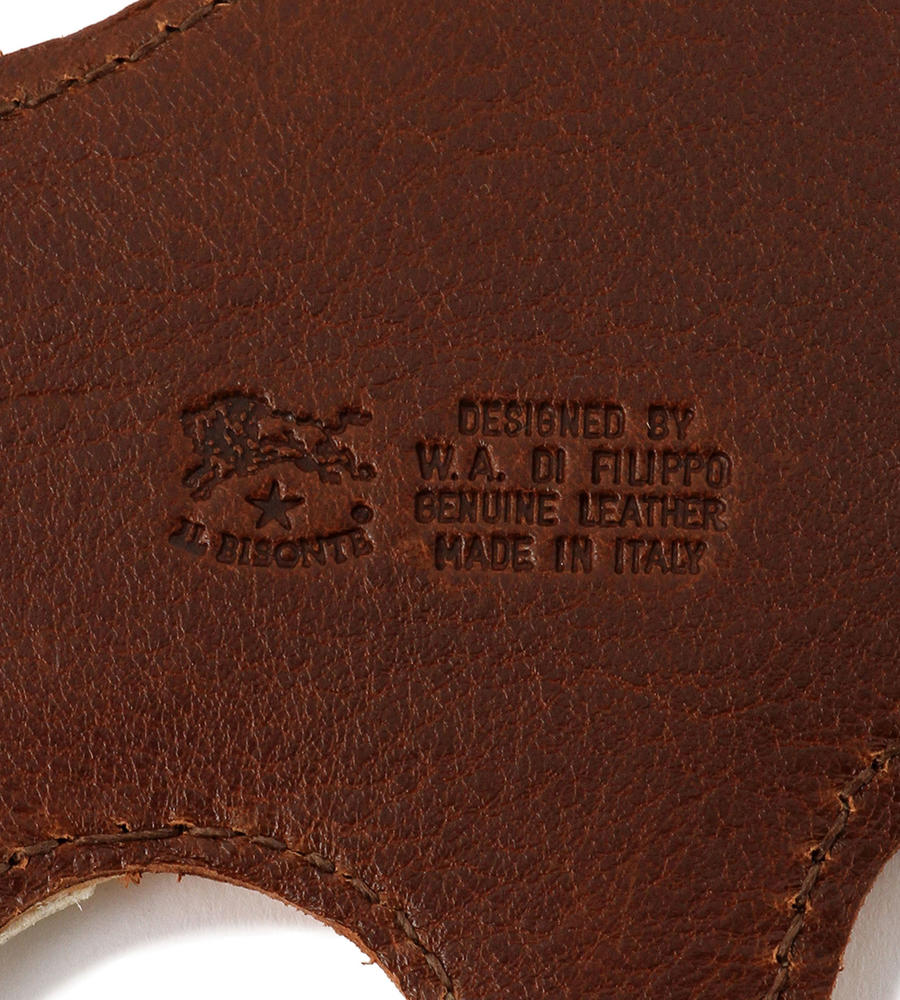 IL BISONTE
DESIGNED BY
W. A. DI FILIPPO
GENUINE LEATHER
MADE IN ITALY